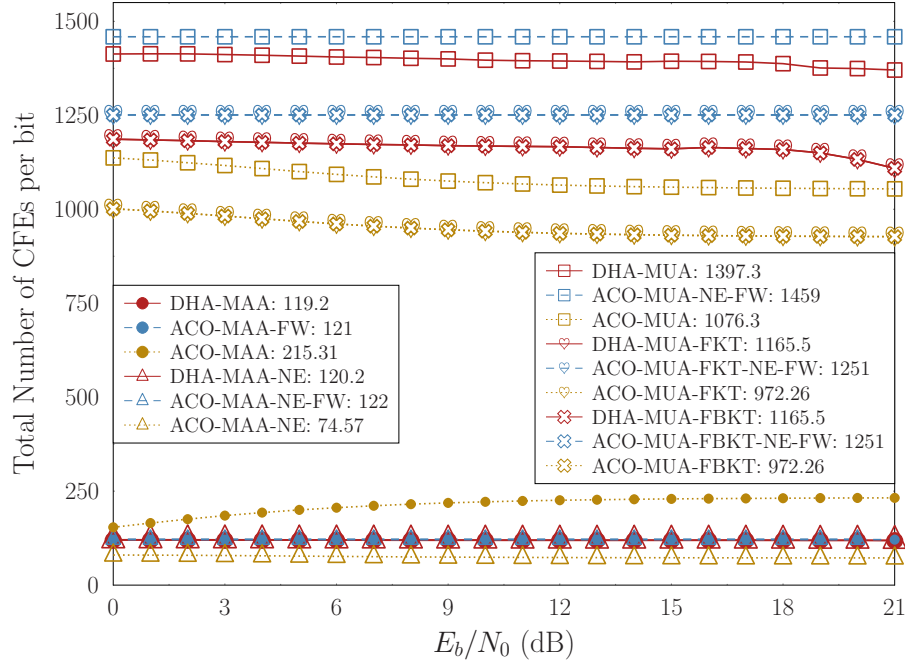 1500
1250
1000
750
500
250
0
Total Number of CFEs per bit
DHA-MAA: 119.2
ACO-MAA-FW: 121
ACO-MAA: 215.31
DHA-MAA-NE: 120.2
ACO-MAA-NE-FW: 122
ACO-MAA-NE: 74.57
DHA-MUA: 1397.3
ACO-MUA-NE-FW: 1459
ACO-MUA: 1076.3
DHA-MUA-FKT: 1165.5
ACO-MUA-FKT-NE-FW: 1251
ACO-MUA-FKT: 972.26
DHA-MUA-FBKT: 1165.5
ACO-MUA-FBKT-NE-FW: 1251
ACO-MUA-FBKT: 972.26
0 3 6 9 12 15 18 21
E_b/N_0 (dB)